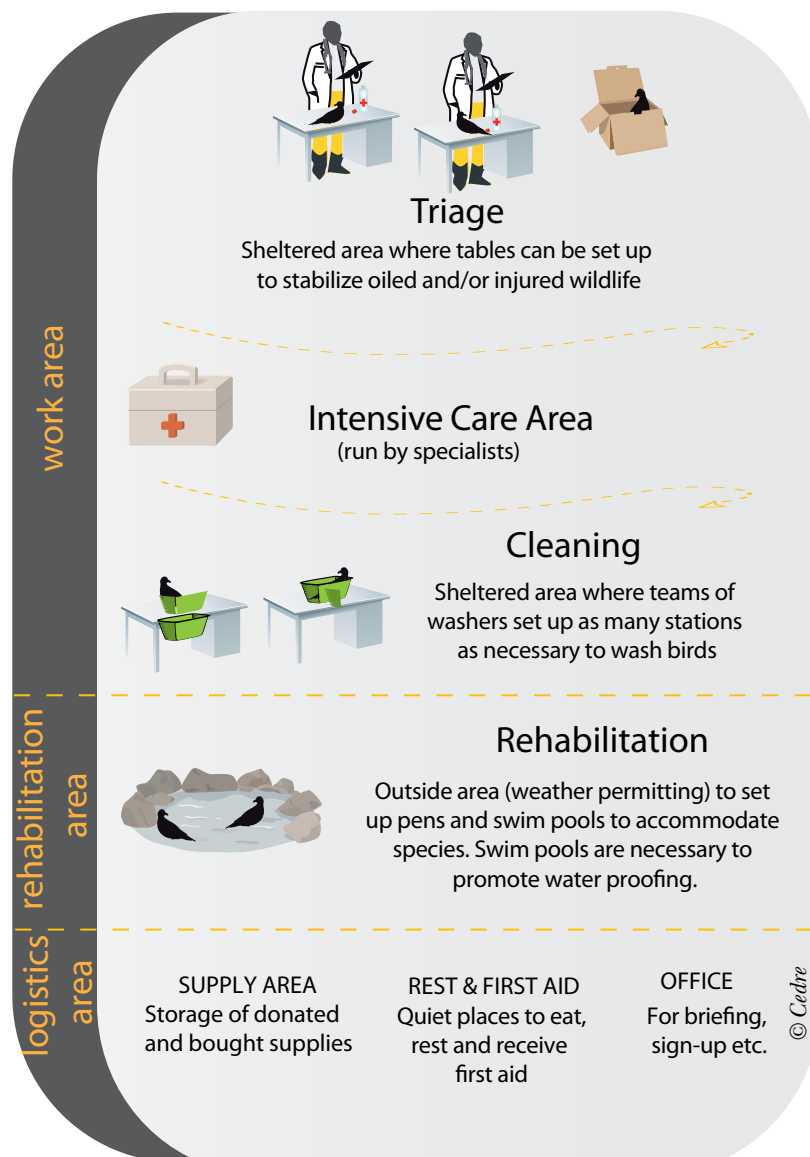 Triage
Sheltered area where tables can be set up
to stabilize oiled and/or injured wildlife
work area
Intensive Care Area
(run by specialists)
Cleaning
Sheltered area where teams of
washers set up as many stations
as necessary to wash birds
rehabilitation
area
Rehabilitation
Outside area (weather permitting) to set
up pens and swim pools to accommodate
species. Swim pools are necessary to
promote water proofing.
logistics
area
SUPPLY AREA
Storage of donated
and bought supplies
REST & FIRST AID
Quiet places to eat,
rest and receive
first aid
OFFICE
For briefing,
sign-up etc.
© Cedre